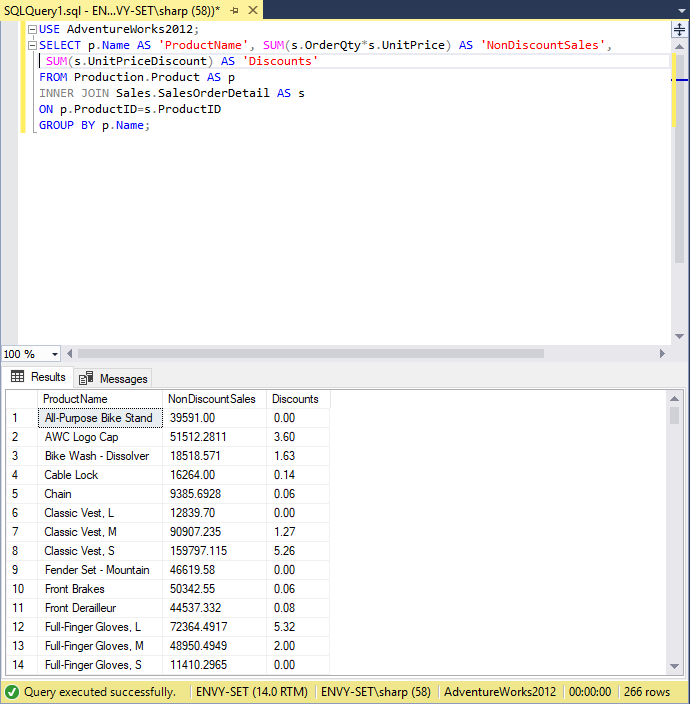 SQLQuery1.sql - EN...VY-SET\sharp (58))*
USE AdventureWorks2012;
SELECT p.Name AS 'ProductName', SUM(s.OrderQty*s.UnitPrice) AS 'NonDiscountSales',
SUM(s.UnitPriceDiscount) AS 'Discounts'
FROM Production.Product AS p
INNER JOIN Sales.SalesOrderDetail AS s
ON p.ProductID=s.ProductID
GROUP BY p.Name;
100 %
Results Messages
ProductName NonDiscountSales Discounts
1 All-Purpose Bike Stand 39591.00 0.00
2 AWC Logo Cap 51512.2811 3.60
3 Bike Wash - Dissolver 18518.571 1.63
4 Cable Lock 16264.00 0.14
5 Chain 9385.6928 0.06
6 Classic Vest, L 12839.70 0.00
7 Classic Vest, M 90907.235 1.27
8 Classic Vest, S 159797.115 5.26
9 Fender Set - Mountain 46619.58 0.00
10 Front Brakes 50342.55 0.06
11 Front Derailleur 44537.332 0.08
12 Full-Finger Gloves, L 72364.4917 5.32
13 Full-Finger Gloves, M 48950.4949 2.00
14 Full-Finger Gloves, S 11410.2965 0.00
Query executed successfully. ENVY-SET (14.0 RTM) ENVY-SET\sharp (58) AdventureWorks2012 00:00:00 266 rows